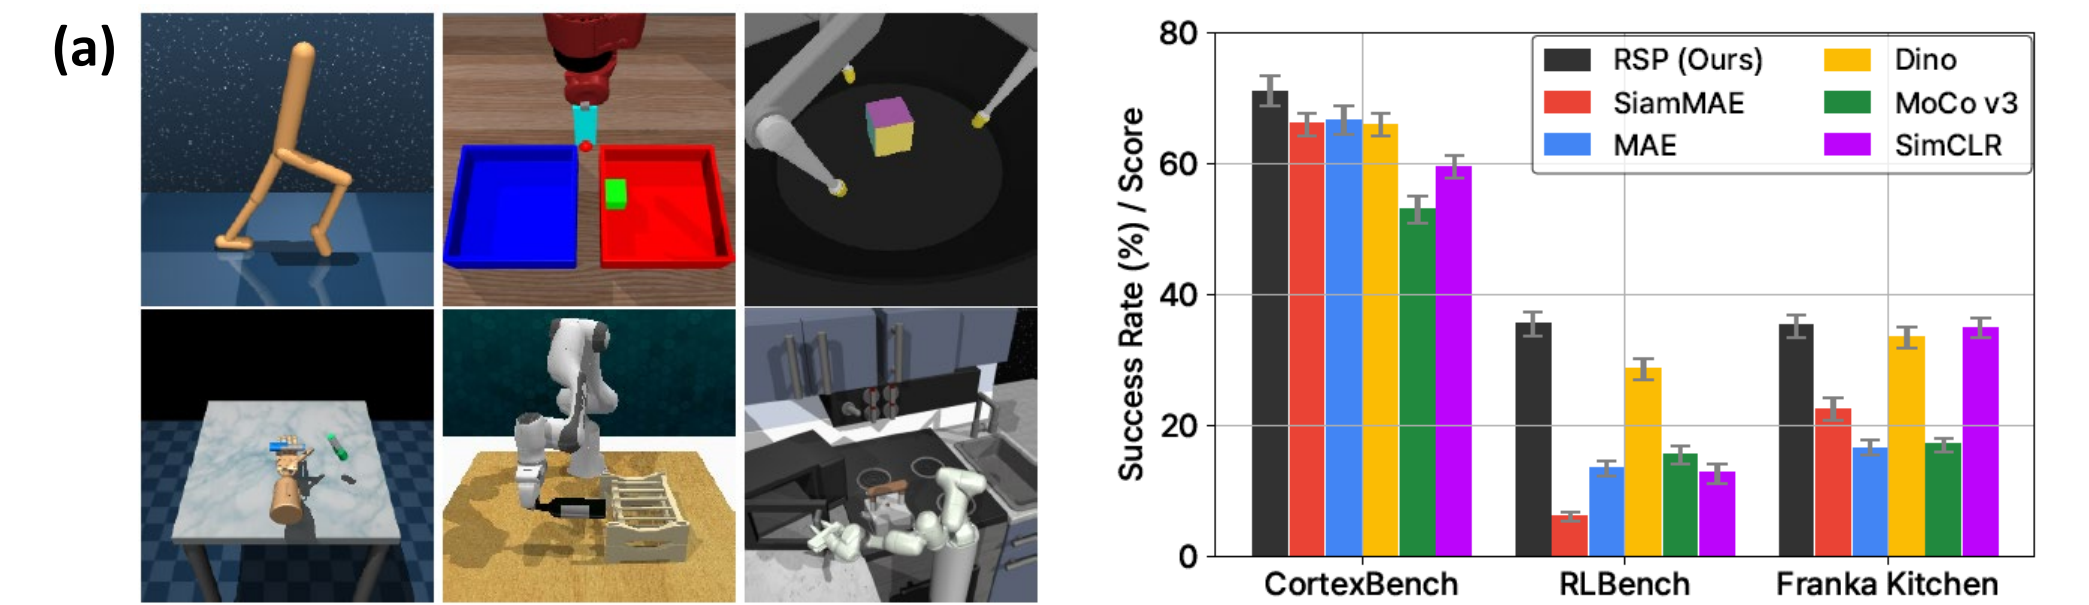 (a)
Success Rate (%) / Score
80
60
40
20
0
RSP (Ours)
SiamMAE
MAE
Dino
MoCo v3
SimCLR
CortexBench
RLBench
Franka Kitchen